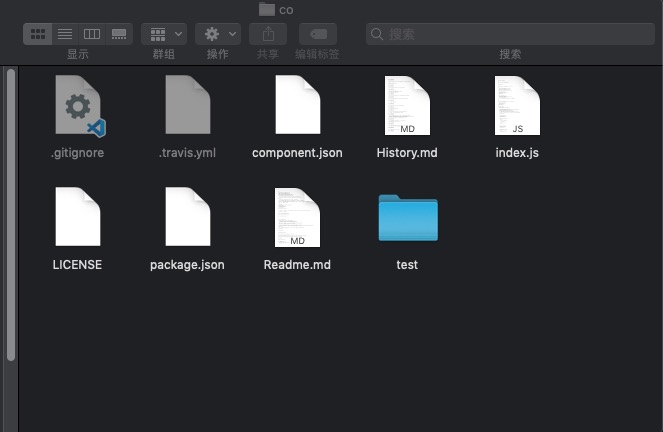 co
搜索
显示
群组
操作
共享
编辑标签
搜索
.gitignore
.travis.yml
component.json
MD
History.md
JS
index.js
LICENSE
package.json
MD
Readme.md
test